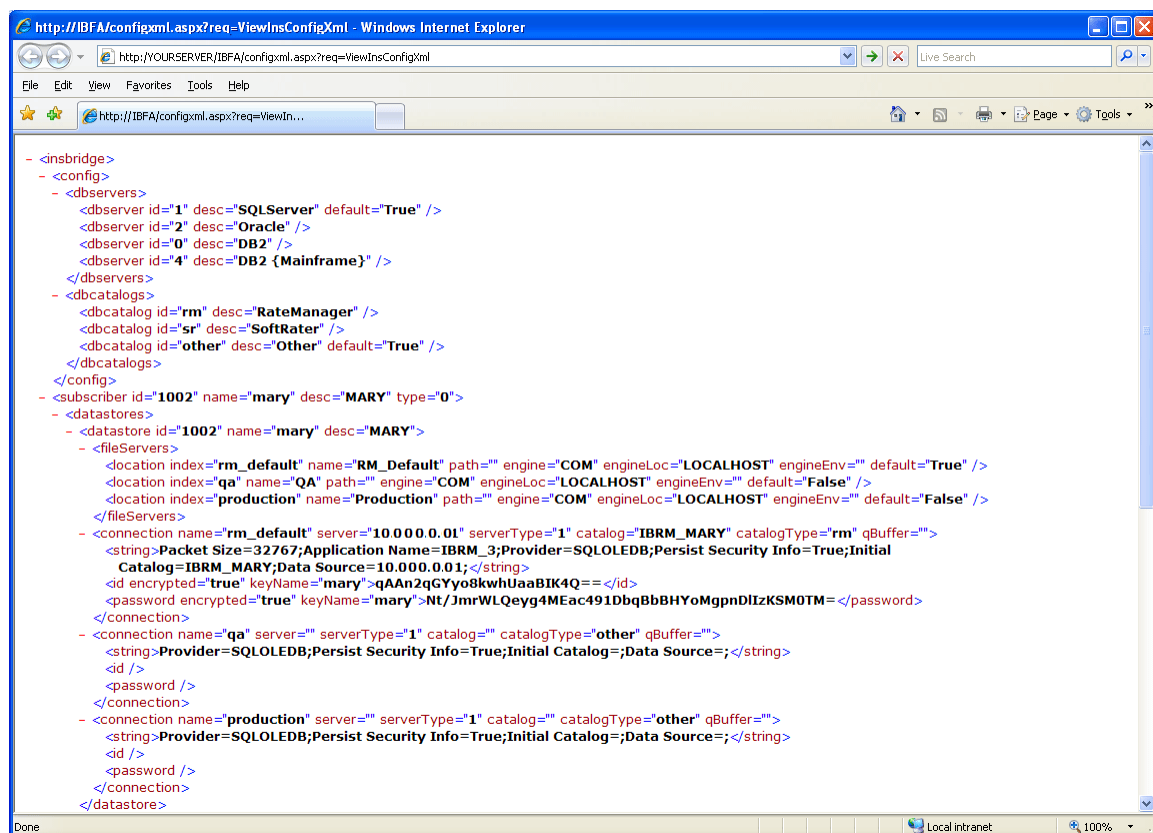 http://IBFA/configxml.aspx?req=ViewInsConfigXml - Windows Internet Explorer
http:/YOURSERVER/IBFA/configxml.aspx?req=ViewInsConfigXml
Live Search
File Edit View Favorites Tools Help
http://IBFA/configxml.aspx?req=ViewIn...
Page Tools »
- <insbridge>
- <config>
- <dbservers>
<dbserver id="1" desc="SQLServer" default="True" />
<dbserver id="2" desc="Oracle" />
<dbserver id="0" desc="DB2" />
<dbserver id="4" desc="DB2 {Mainframe}" />
</dbservers>
- <dbcatalogs>
<dbcatalog id="rm" desc="RateManager" />
<dbcatalog id="sr" desc="SoftRater" />
<dbcatalog id="other" desc="Other" default="True" />
</dbcatalogs>
</config>
- <subscriber id="1002" name="mary" desc="MARY" type="0">
- <datastores>
- <datastore id="1002" name="mary" desc="MARY">
- <fileServers>
<location index="rm_default" name="RM_Default" path="" engine="COM" engineLoc="LOCALHOST" engineEnv="" default="True" />
<location index="qa" name="QA" path="" engine="COM" engineLoc="LOCALHOST" engineEnv="" default="False" />
<location index="production" name="Production" path="" engine="COM" engineLoc="LOCALHOST" engineEnv="" default="False" />
</fileServers>
- <connection name="rm_default" server="10.000.0.01" serverType="1" catalog="IBRM_MARY" catalogType="rm" qBuffer="">
<string>Packet Size=32767;Application Name=IBRM_3;Provider=SQLOLEDB;Persist Security Info=True;Initial
Catalog=IBRM_MARY;Data Source=10.000.0.01;</string>
<id encrypted="true" keyName="mary">qAAn2qGYyo8kwhUaaBIK4Q==</id>
<password encrypted="true" keyName="mary">Nt/JmrWLQeyg4MEac491DbqBbBHYoMgpnDlIzKSM0TM=</password>
</connection>
- <connection name="qa" server="" serverType="1" catalog="" catalogType="other" qBuffer="">
<string>Provider=SQLOLEDB;Persist Security Info=True;Initial Catalog=;Data Source=;</string>
<id />
<password />
</connection>
- <connection name="production" server="" serverType="1" catalog="" catalogType="other" qBuffer="">
<string>Provider=SQLOLEDB;Persist Security Info=True;Initial Catalog=;Data Source=;</string>
<id />
<password />
</connection>
</datastore>
Done
Local intranet
100%